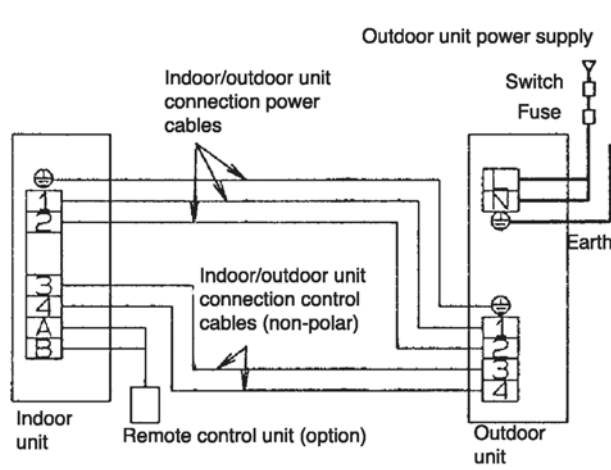 Outdoor unit power supply
Indoor/outdoor unit
connection power
cables
Switch
Fuse
1
2
L
N
Earth
Indoor/outdoor unit
connection control
cables (non-polar)
3
4
A
B
1
2
3
4
Indoor
unit
Remote control unit (option)
Outdoor
unit